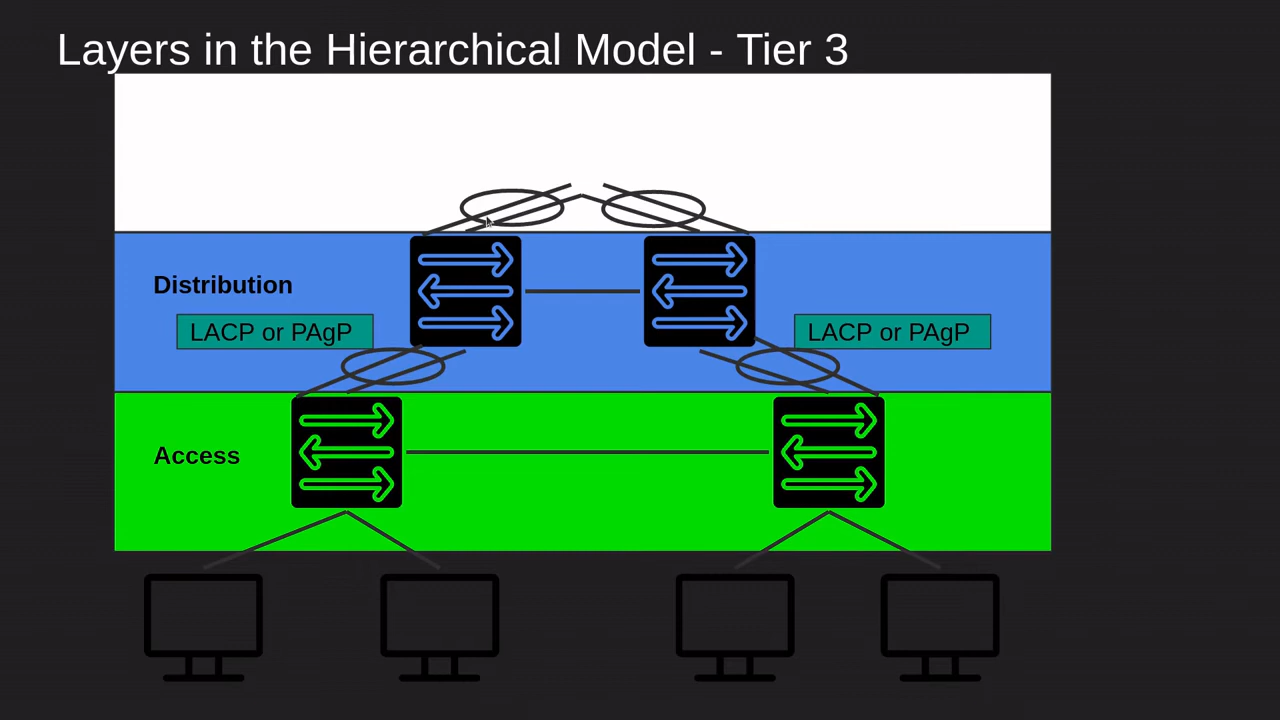 Layers in the Hierarchical Model - Tier 3
Distribution
LACP or PAgP
LACP or PAgP
Access